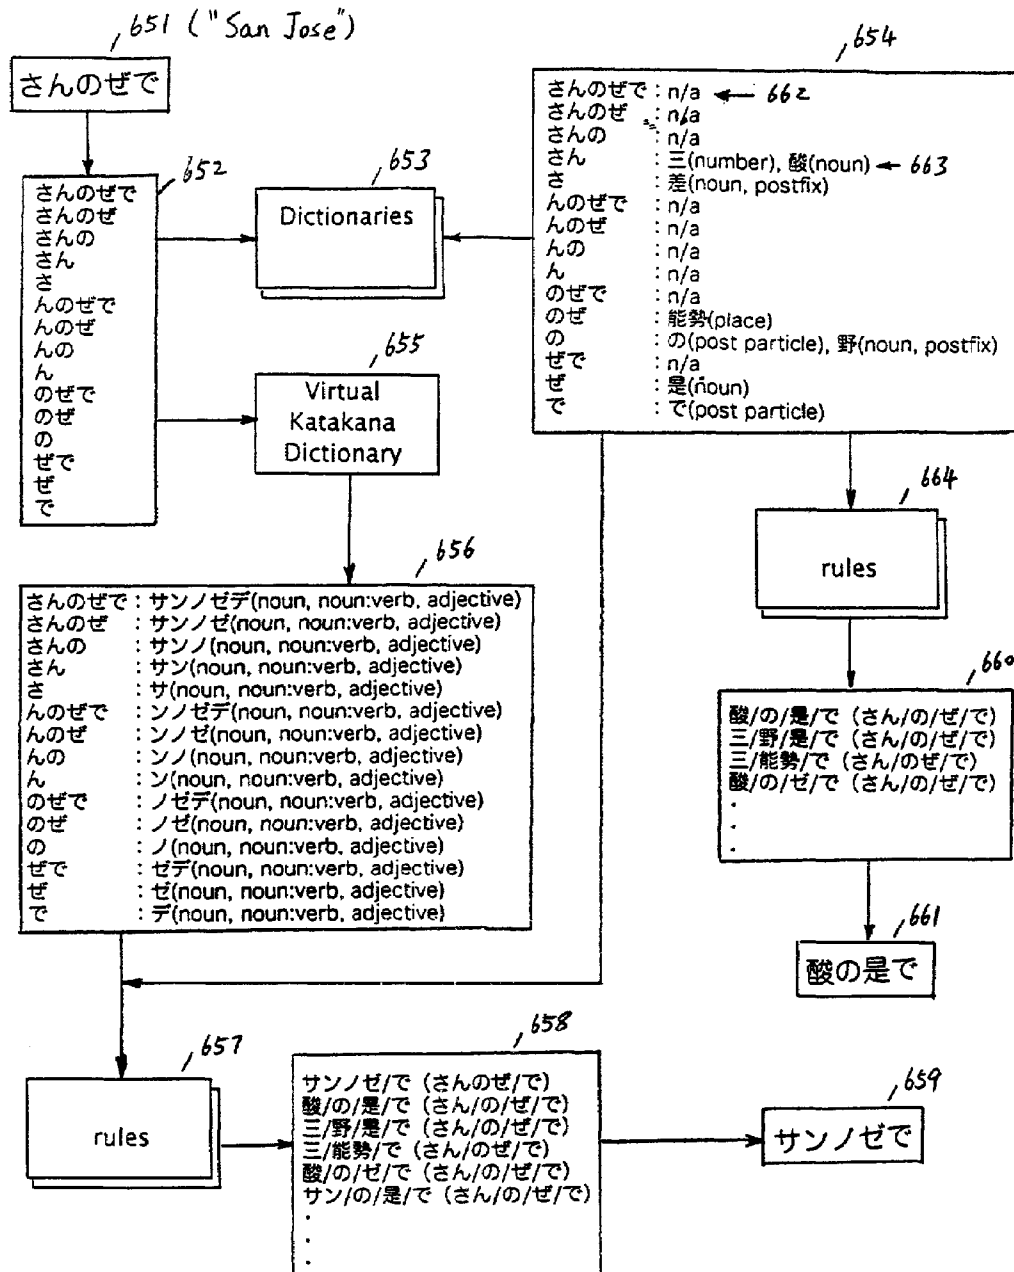 651 ("San Jose")
さんのぜで
652
さんのぜで
さんのぜ
さんの
さん
さ
んのぜで
んのぜ
んの
ん
のぜで
のぜ
の
ぜで
ぜ
で
653
Dictionaries
654
さんのぜで : n/a ← 662
さんのぜ : n/a
さんの : n/a
さん : 三(number), 酸(noun) ← 663
さ : 差(noun, postfix)
んのぜで : n/a
んのぜ : n/a
んの : n/a
ん : n/a
のぜで : n/a
のぜ : 能勢(place)
の : の(post particle), 野(noun, postfix)
ぜで : n/a
ぜ : 是(noun)
で : で(post particle)
655
Virtual
Katakana
Dictionary
656
さんのぜで : サンノゼデ(noun, noun:verb, adjective)
さんのぜ : サンノゼ(noun, noun:verb, adjective)
さんの : サンノ(noun, noun:verb, adjective)
さん : サン(noun, noun:verb, adjective)
さ : サ(noun, noun:verb, adjective)
んのぜで : ンノゼデ(noun, noun:verb, adjective)
んのぜ : ンノゼ(noun, noun:verb, adjective)
んの : ンノ(noun, noun:verb, adjective)
ん : ン(noun, noun:verb, adjective)
のぜで : ノゼデ(noun, noun:verb, adjective)
のぜ : ノゼ(noun, noun:verb, adjective)
の : ノ(noun, noun:verb, adjective)
ぜで : ゼデ(noun, noun:verb, adjective)
ぜ : ゼ(noun, noun:verb, adjective)
で : デ(noun, noun:verb, adjective)
664
rules
660
酸/の/是/で (さん/の/ぜ/で)
三/野/是/で (さん/の/ぜ/で)
三/能勢/で (さん/のぜ/で)
酸/の/ゼ/で (さん/の/ぜ/で)
.
.
.
661
酸の是で
657
rules
658
サンノゼ/で (さんのぜ/で)
酸/の/是/で (さん/の/ぜ/で)
三/野/是/で (さん/の/ぜ/で)
三/能勢/で (さん/のぜ/で)
酸/の/ゼ/で (さん/の/ぜ/で)
サン/の/是/で (さん/の/ぜ/で)
.
.
.
659
サンノゼで